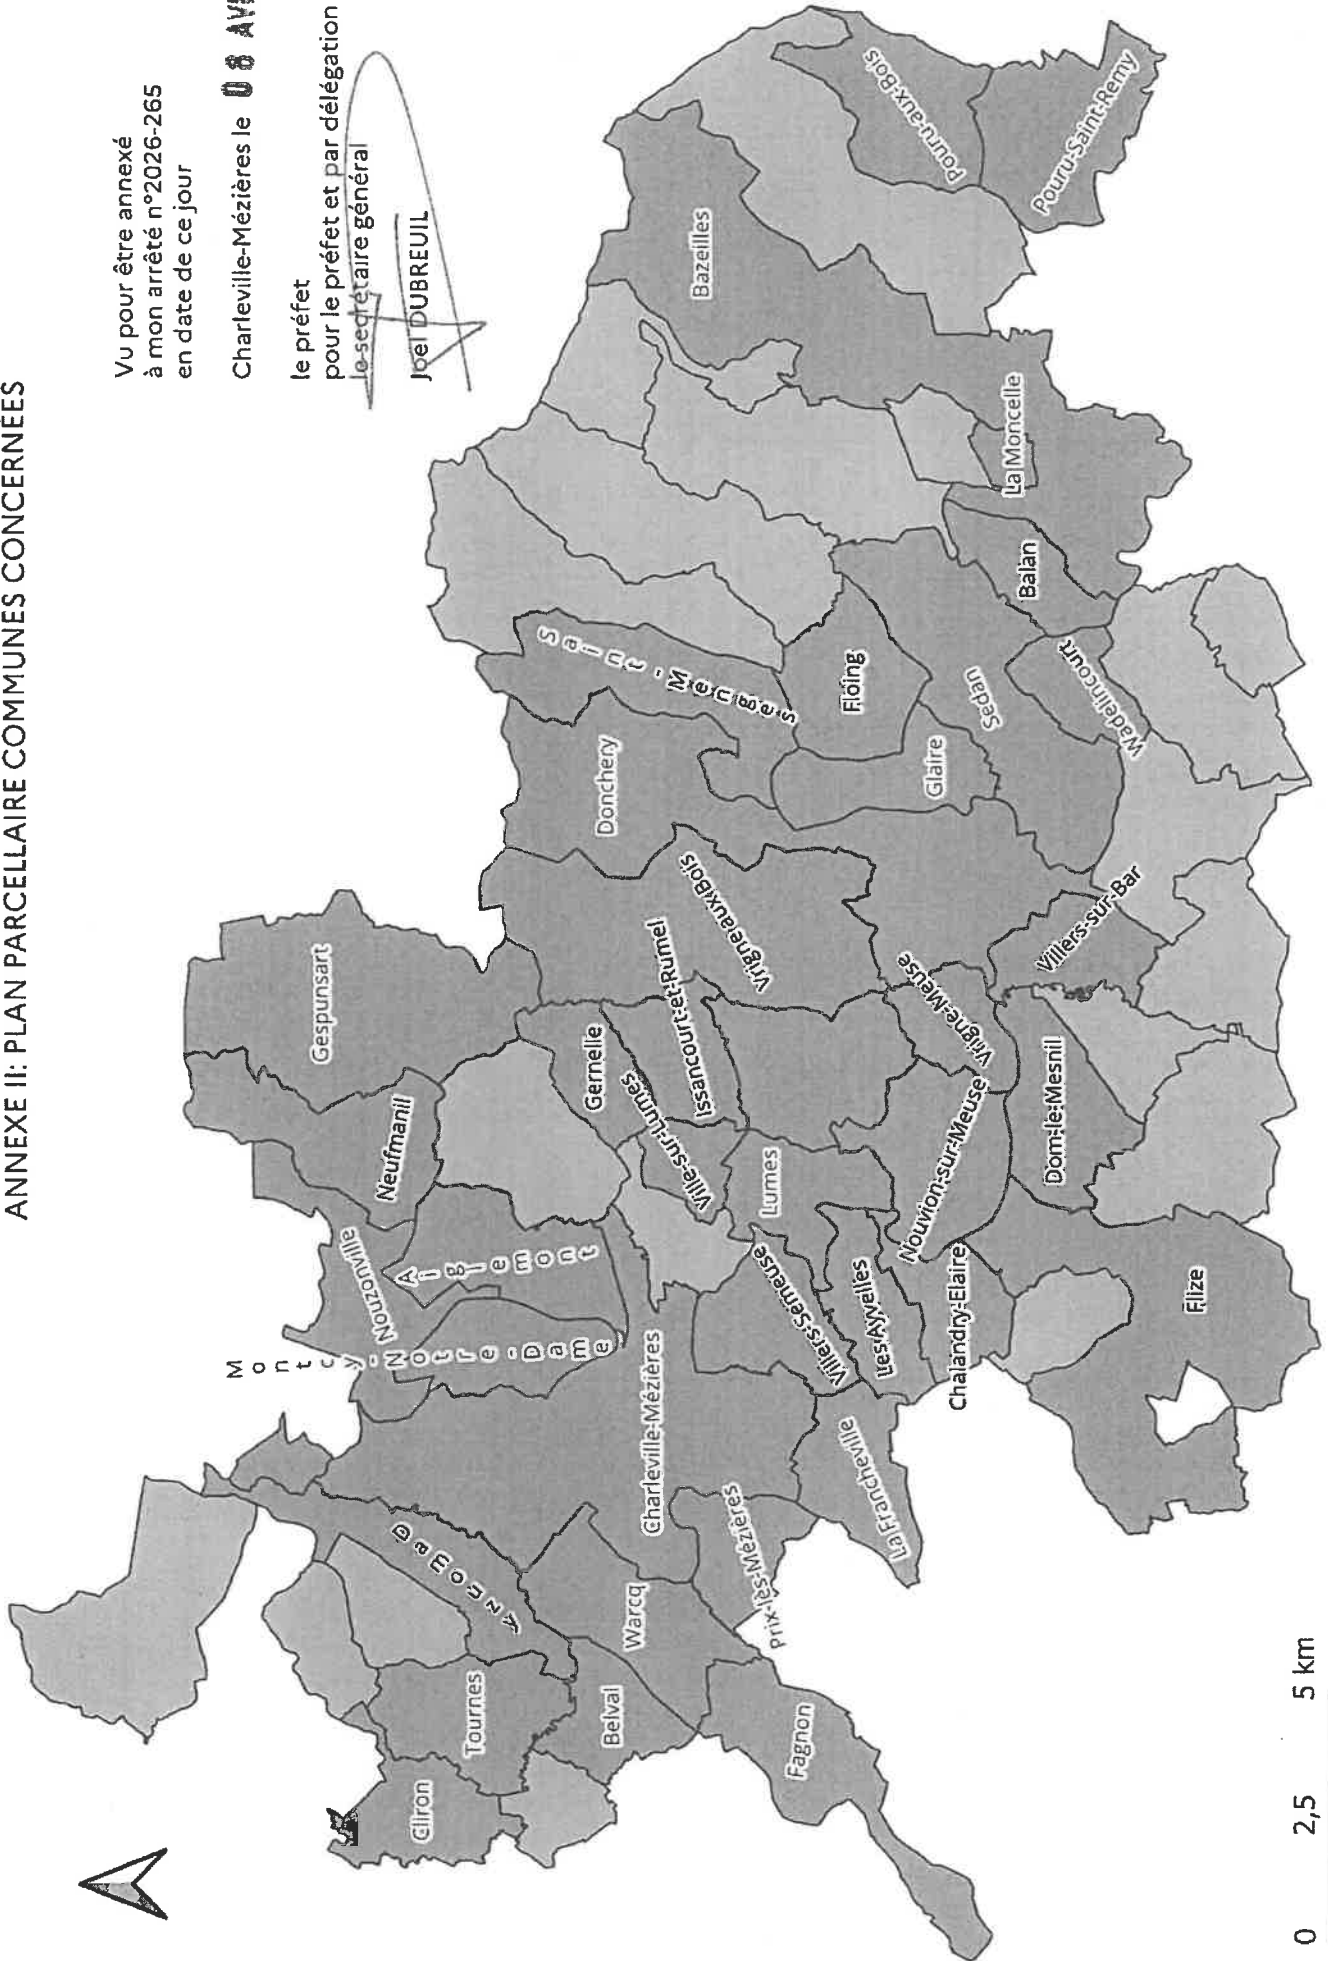 ANNEXE II: PLAN PARCELLAIRE COMMUNES CONCERNEES
Vu pour être annexé
à mon arrêté n°2026-265
en date de ce jour
Charleville-Mézières le 08
le préfet
pour le préfet et par délégation
le secrétaire général
Joël DUBREUIL
Gespunsart
Neufmanil
Nouzonville
Aiglemont
Montcy-Notre-Dame
Damouzy
Tournes
Cliron
Belval
Warcq
Charleville-Mézières
Prix-lès-Mézières
Fagnon
La Francheville
Villers-Semeuse
Les Ayvelles
Chalandry-Elaire
Flize
Lumes
Ville-sur-Lumes
Gernelle
Issancourt-et-Rumel
Vrigne aux Bois
Nouvion-sur-Meuse
Vrigne-Meuse
Dom-le-Mesnil
Villers-sur-Bar
Donchery
Saint-Menges
Floing
Glaire
Sedan
Wadelincourt
Balan
La Moncelle
Bazeilles
Pouru-aux-Bois
Pouru-Saint-Remy
0 2,5 5 km